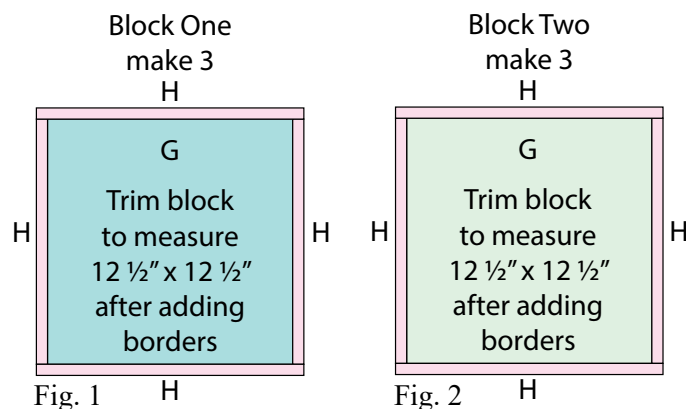 Block One
make 3
H
G
H
Trim block
to measure
12 ½” x 12 ½”
after adding
borders
H
H
Fig. 1
Block Two
make 3
H
G
H
Trim block
to measure
12 ½” x 12 ½”
after adding
borders
H
H
Fig. 2